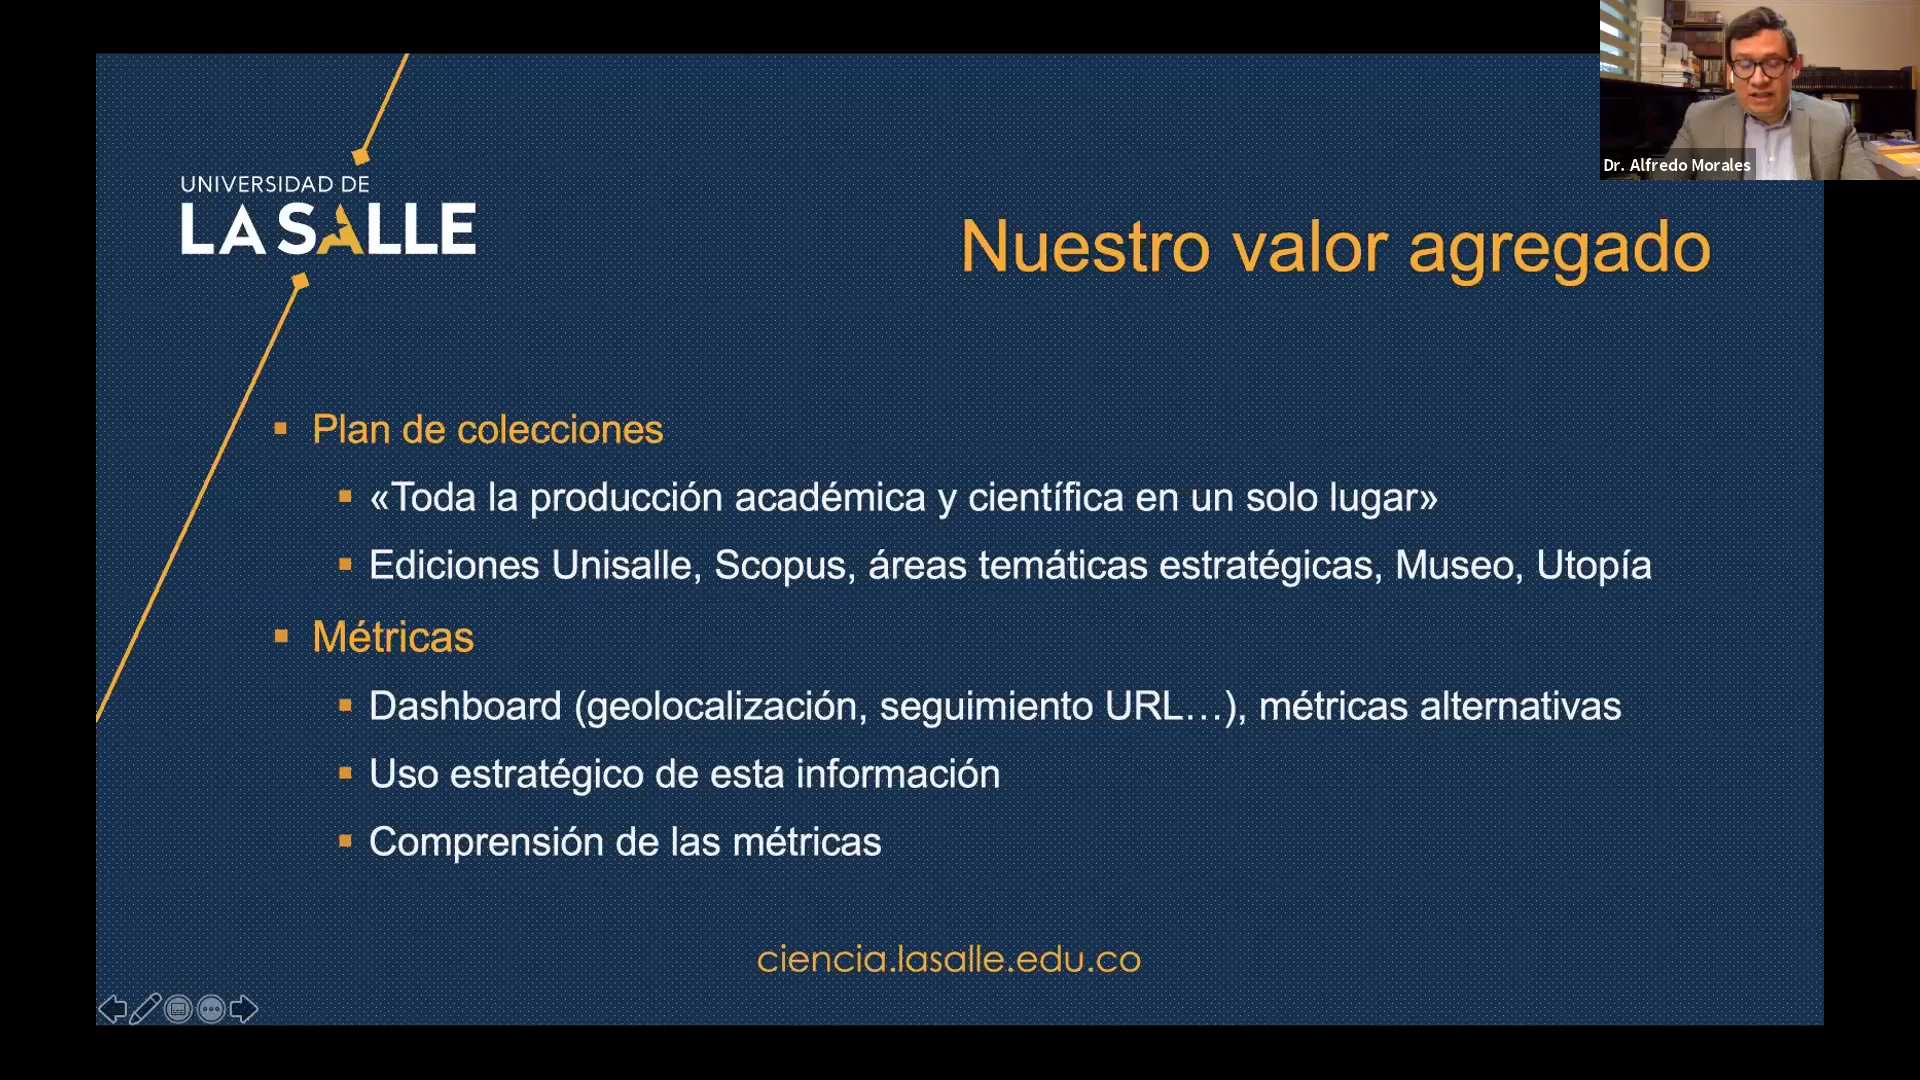 Dr. Alfredo Morales
UNIVERSIDAD DE
LA SALLE
Nuestro valor agregado
Plan de colecciones
«Toda la producción académica y científica en un solo lugar»
Ediciones Unisalle, Scopus, áreas temáticas estratégicas, Museo, Utopía
Métricas
Dashboard (geolocalización, seguimiento URL…), métricas alternativas
Uso estratégico de esta información
Comprensión de las métricas
ciencia.lasalle.edu.co